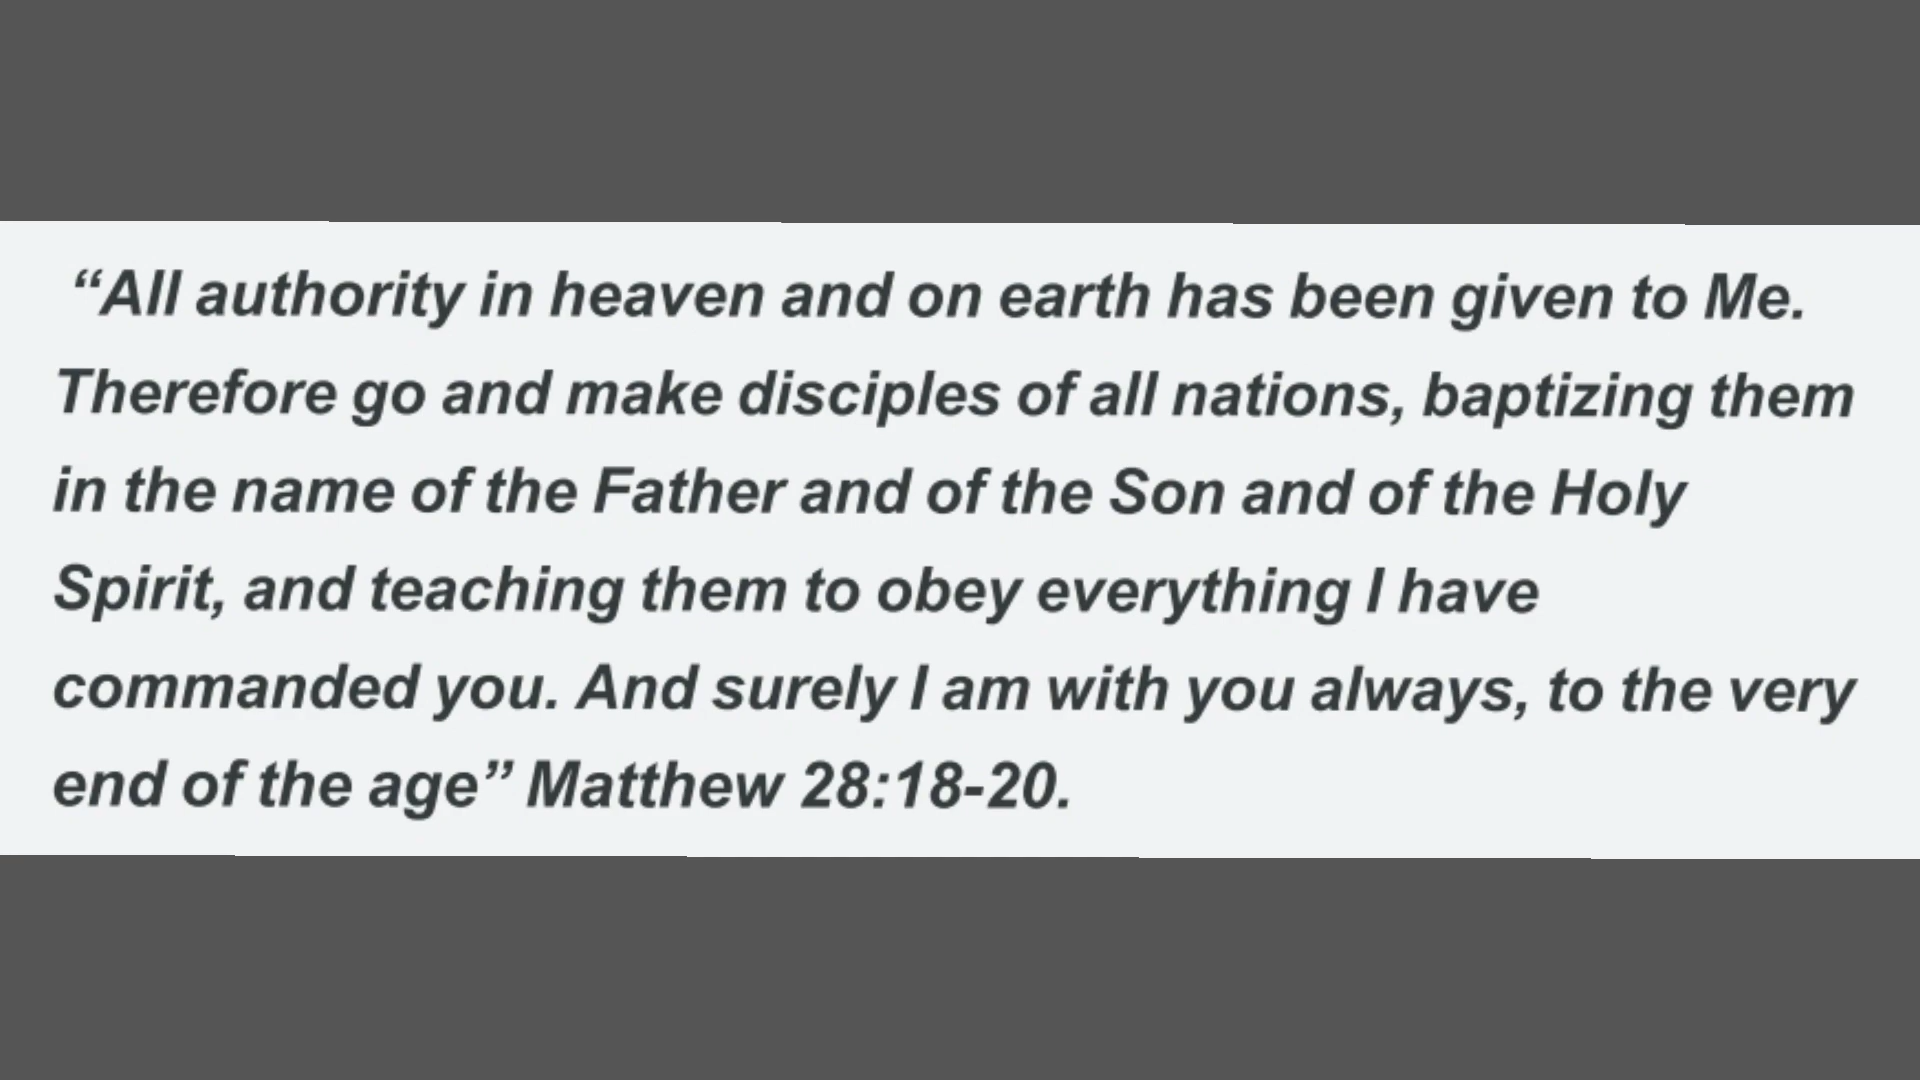 “All authority in heaven and on earth has been given to Me.
Therefore go and make disciples of all nations, baptizing them
in the name of the Father and of the Son and of the Holy
Spirit, and teaching them to obey everything I have
commanded you. And surely I am with you always, to the very
end of the age” Matthew 28:18-20.